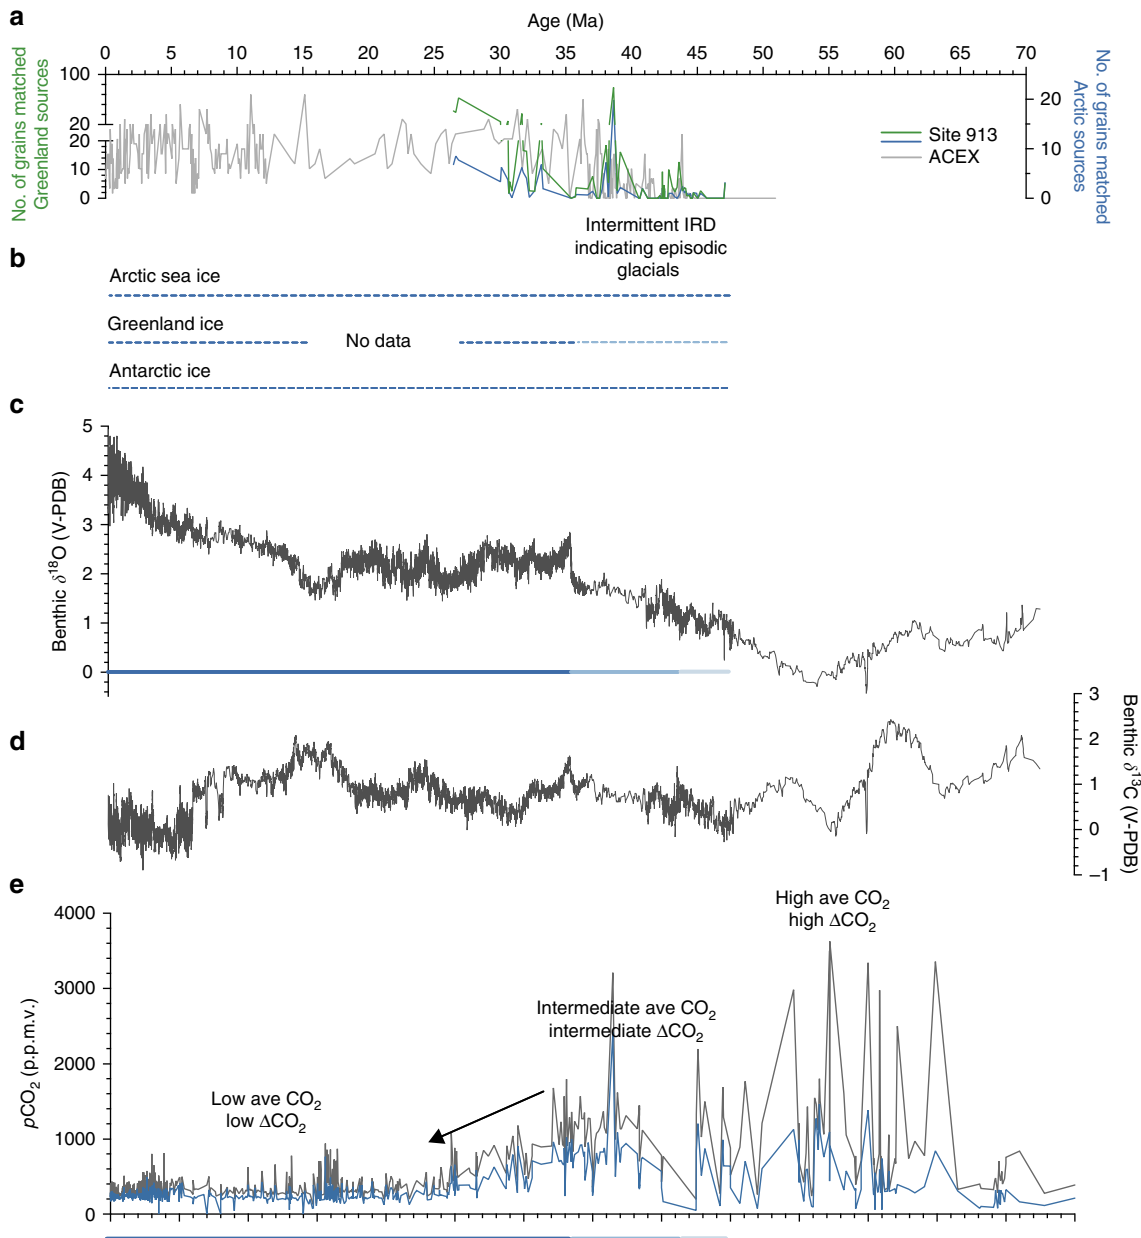 a
Age (Ma)
0 5 10 15 20 25 30 35 40 45 50 55 60 65 70
No. of grains matched
Greenland sources
100
20
20
10
0
20
10
0
No. of grains matched
Arctic sources
Site 913
ACEX
Intermittent IRD
indicating episodic
glacials
b
Arctic sea ice
Greenland ice
No data
Antarctic ice
c
Benthic δ¹⁸O (V-PDB)
5
4
3
2
1
0
d
3
2
1
0
–1
Benthic δ¹³C (V-PDB)
e
pCO₂ (p.p.m.v.)
4000
3000
2000
1000
0
High ave CO₂
high ΔCO₂
Intermediate ave CO₂
intermediate ΔCO₂
Low ave CO₂
low ΔCO₂